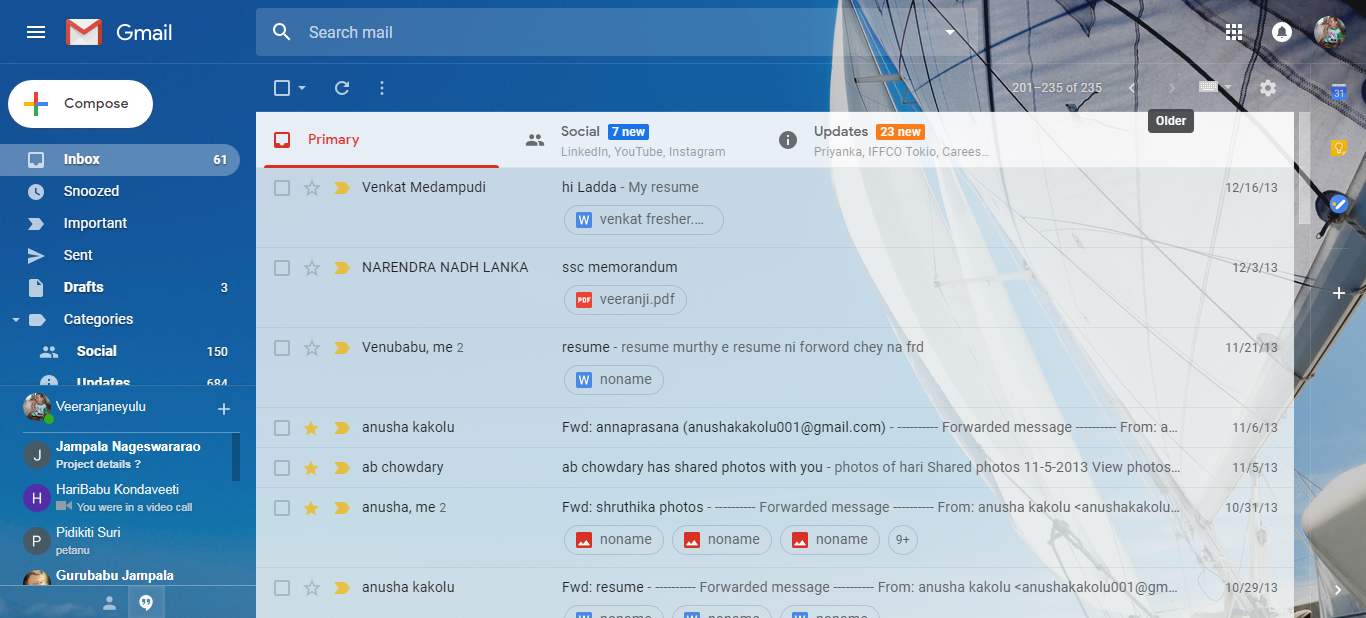 Gmail
Search mail
Compose
201–235 of 235
Older
31
Inbox 61
Snoozed
Important
Sent
Drafts 3
Categories
Social 150
Updates 684
Veeranjaneyulu
J Jampala Nageswararao
Project details ?
H HariBabu Kondaveeti
You were in a video call
P Pidikiti Suri
petanu
Gurubabu Jampala
Primary
Social 7 new
LinkedIn, YouTube, Instagram
Updates 23 new
Priyanka, IFFCO Tokio, Carees…
Venkat Medampudi hi Ladda - My resume 12/16/13
W venkat fresher.…
NARENDRA NADH LANKA ssc memorandum 12/3/13
PDF veeranji.pdf
Venubabu, me 2 resume - resume murthy e resume ni forword chey na frd 11/21/13
W noname
anusha kakolu Fwd: annaprasana (anushakakolu001@gmail.com) - ---------- Forwarded message ---------- From: a… 11/6/13
ab chowdary ab chowdary has shared photos with you - photos of hari Shared photos 11-5-2013 View photos… 11/5/13
anusha, me 2 Fwd: shruthika photos - ---------- Forwarded message ---------- From: anusha kakolu <anushakakolu… 10/31/13
noname noname noname 9+
anusha kakolu Fwd: resume - ---------- Forwarded message ---------- From: anusha kakolu <anushakakolu001@gm… 10/29/13
W noname W noname W noname